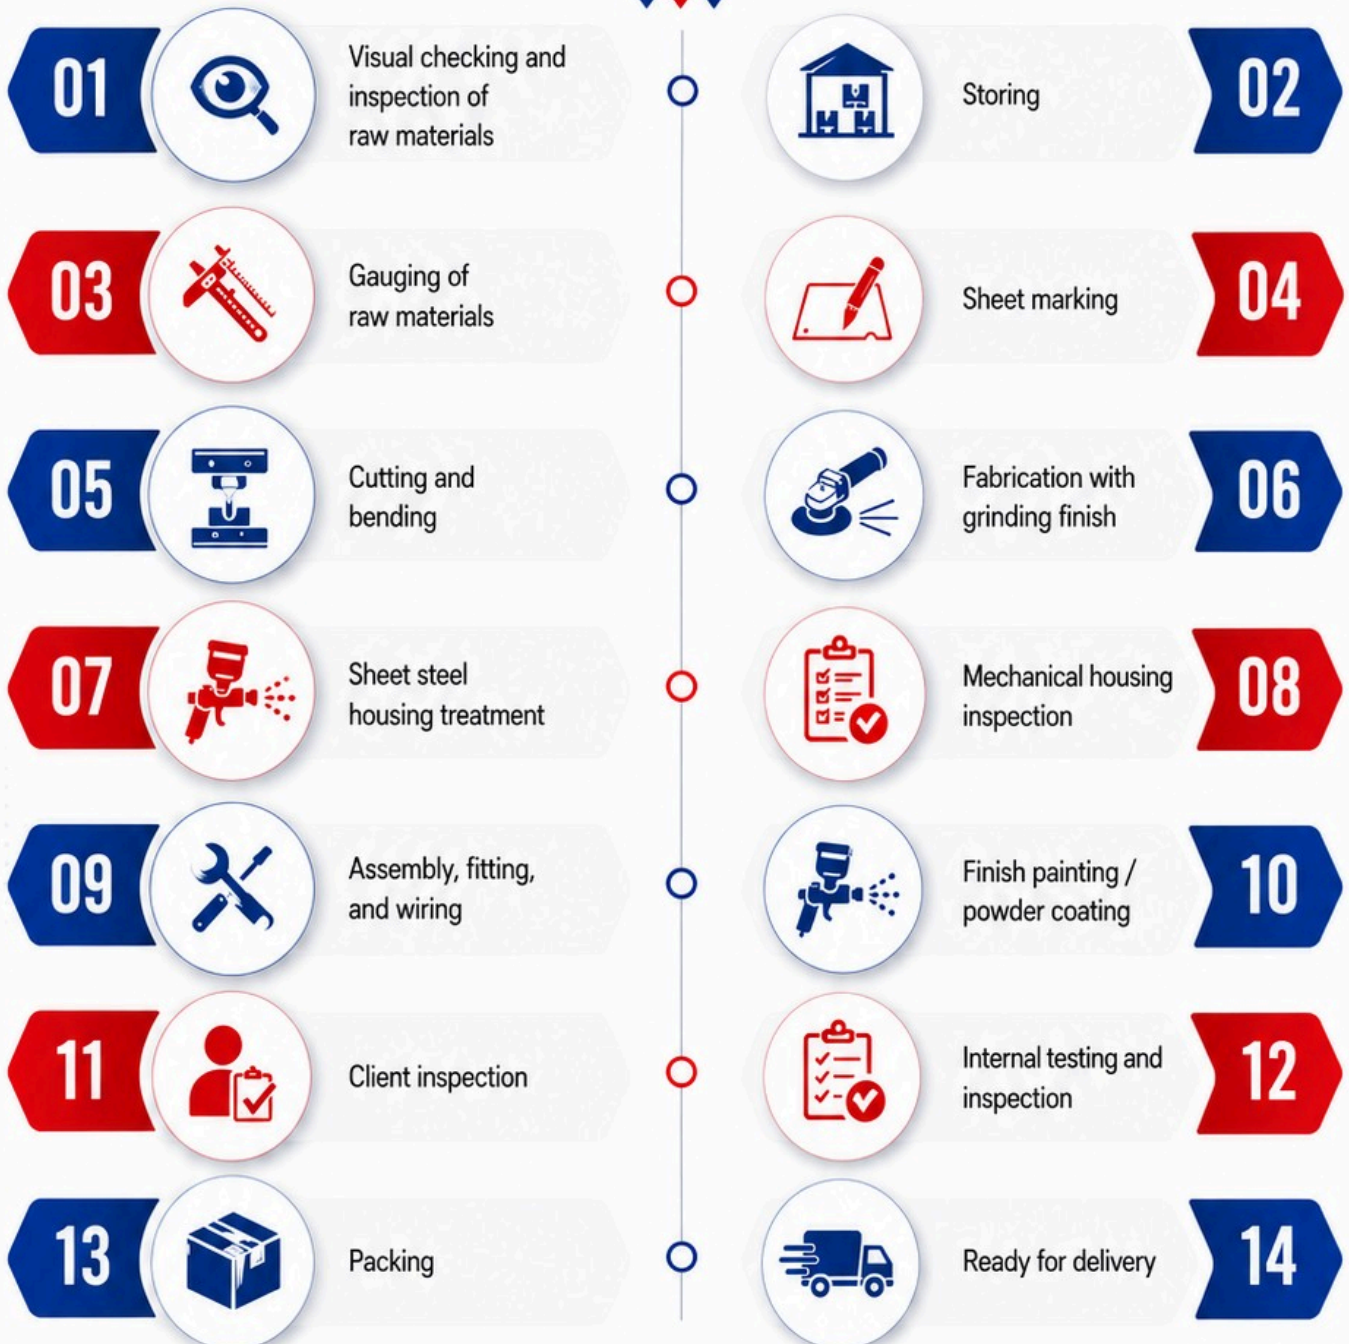 01
Visual checking and
inspection of
raw materials
Storing
02
03
Gauging of
raw materials
Sheet marking
04
05
Cutting and
bending
Fabrication with
grinding finish
06
07
Sheet steel
housing treatment
Mechanical housing
inspection
08
09
Assembly, fitting,
and wiring
Finish painting /
powder coating
10
11
Client inspection
Internal testing and
inspection
12
13
Packing
Ready for delivery
14